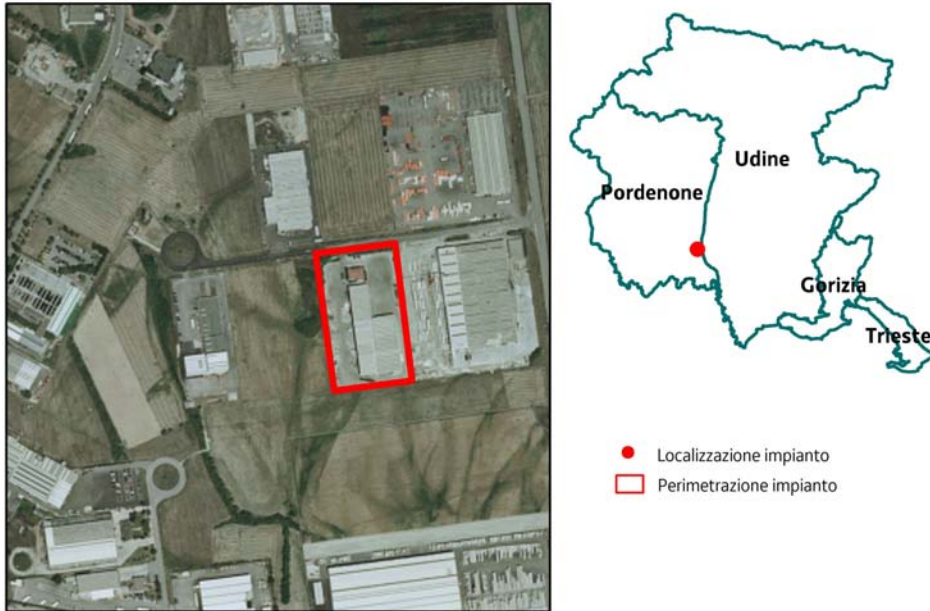 Udine
Pordenone
Gorizia
Trieste
Localizzazione impianto
Perimetrazione impianto